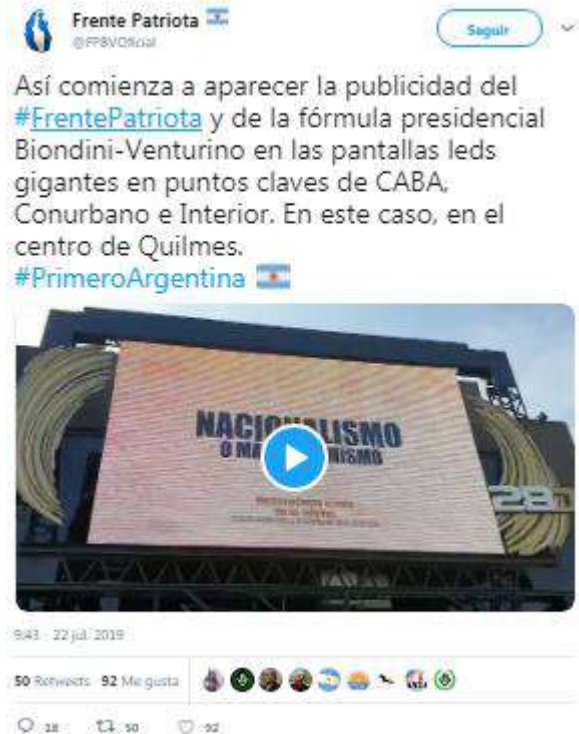 Frente Patriota
@FPBVOficial
Seguir
Así comienza a aparecer la publicidad del
#FrentePatriota y de la fórmula presidencial
Biondini-Venturino en las pantallas leds
gigantes en puntos claves de CABA,
Conurbano e Interior. En este caso, en el
centro de Quilmes.
#PrimeroArgentina
NACIONALISMO
O
28
9:43 - 22 jul. 2019
50 Retweets 92 Me gusta
18 50 92